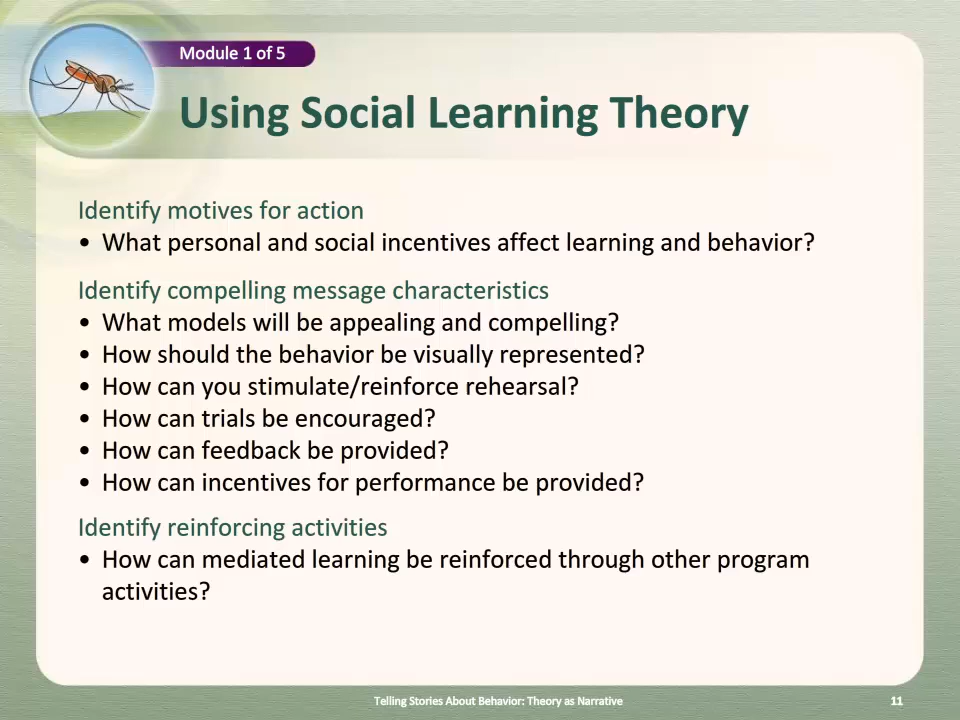 Module 1 of 5
Using Social Learning Theory
Identify motives for action
• What personal and social incentives affect learning and behavior?
Identify compelling message characteristics
• What models will be appealing and compelling?
• How should the behavior be visually represented?
• How can you stimulate/reinforce rehearsal?
• How can trials be encouraged?
• How can feedback be provided?
• How can incentives for performance be provided?
Identify reinforcing activities
• How can mediated learning be reinforced through other program
activities?
Telling Stories About Behavior: Theory as Narrative
11